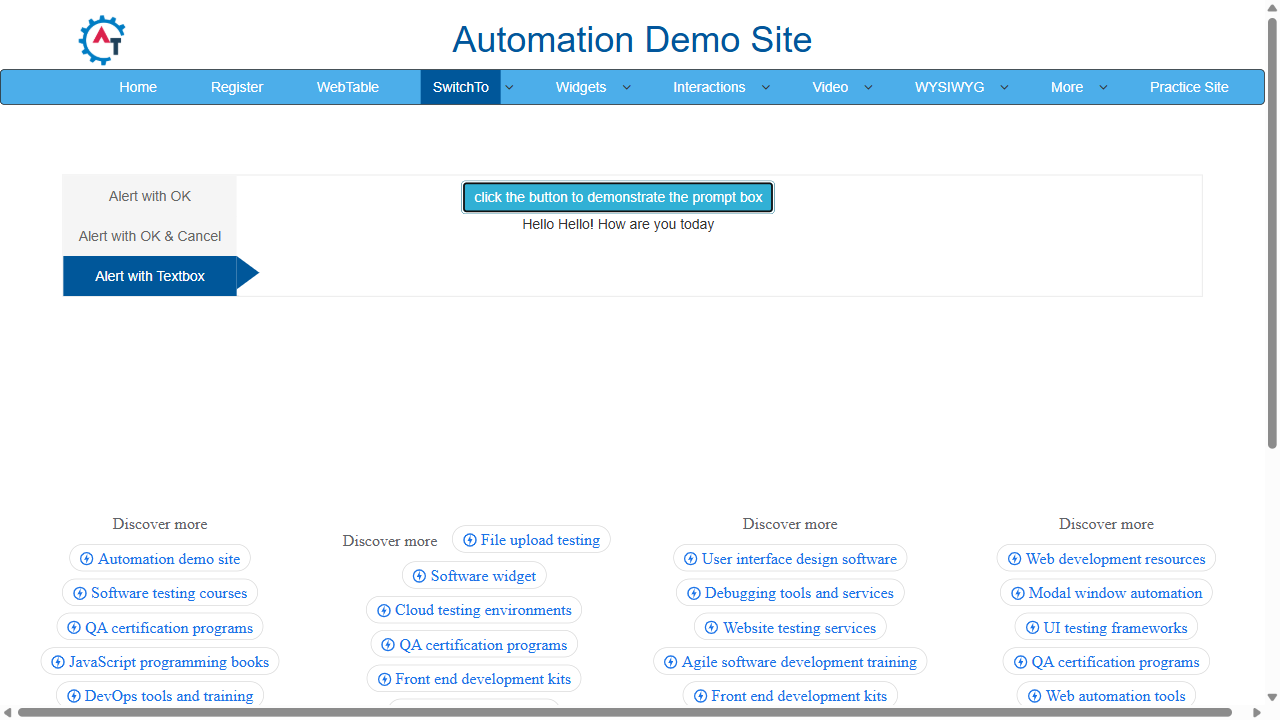 AT
Automation Demo Site
Home Register WebTable SwitchTo Widgets Interactions Video WYSIWYG More Practice Site
Alert with OK
Alert with OK & Cancel
Alert with Textbox
click the button to demonstrate the prompt box
Hello Hello! How are you today
Discover more
Automation demo site
Software testing courses
QA certification programs
JavaScript programming books
DevOps tools and training
Discover more
File upload testing
Software widget
Cloud testing environments
QA certification programs
Front end development kits
Discover more
User interface design software
Debugging tools and services
Website testing services
Agile software development training
Front end development kits
Discover more
Web development resources
Modal window automation
UI testing frameworks
QA certification programs
Web automation tools